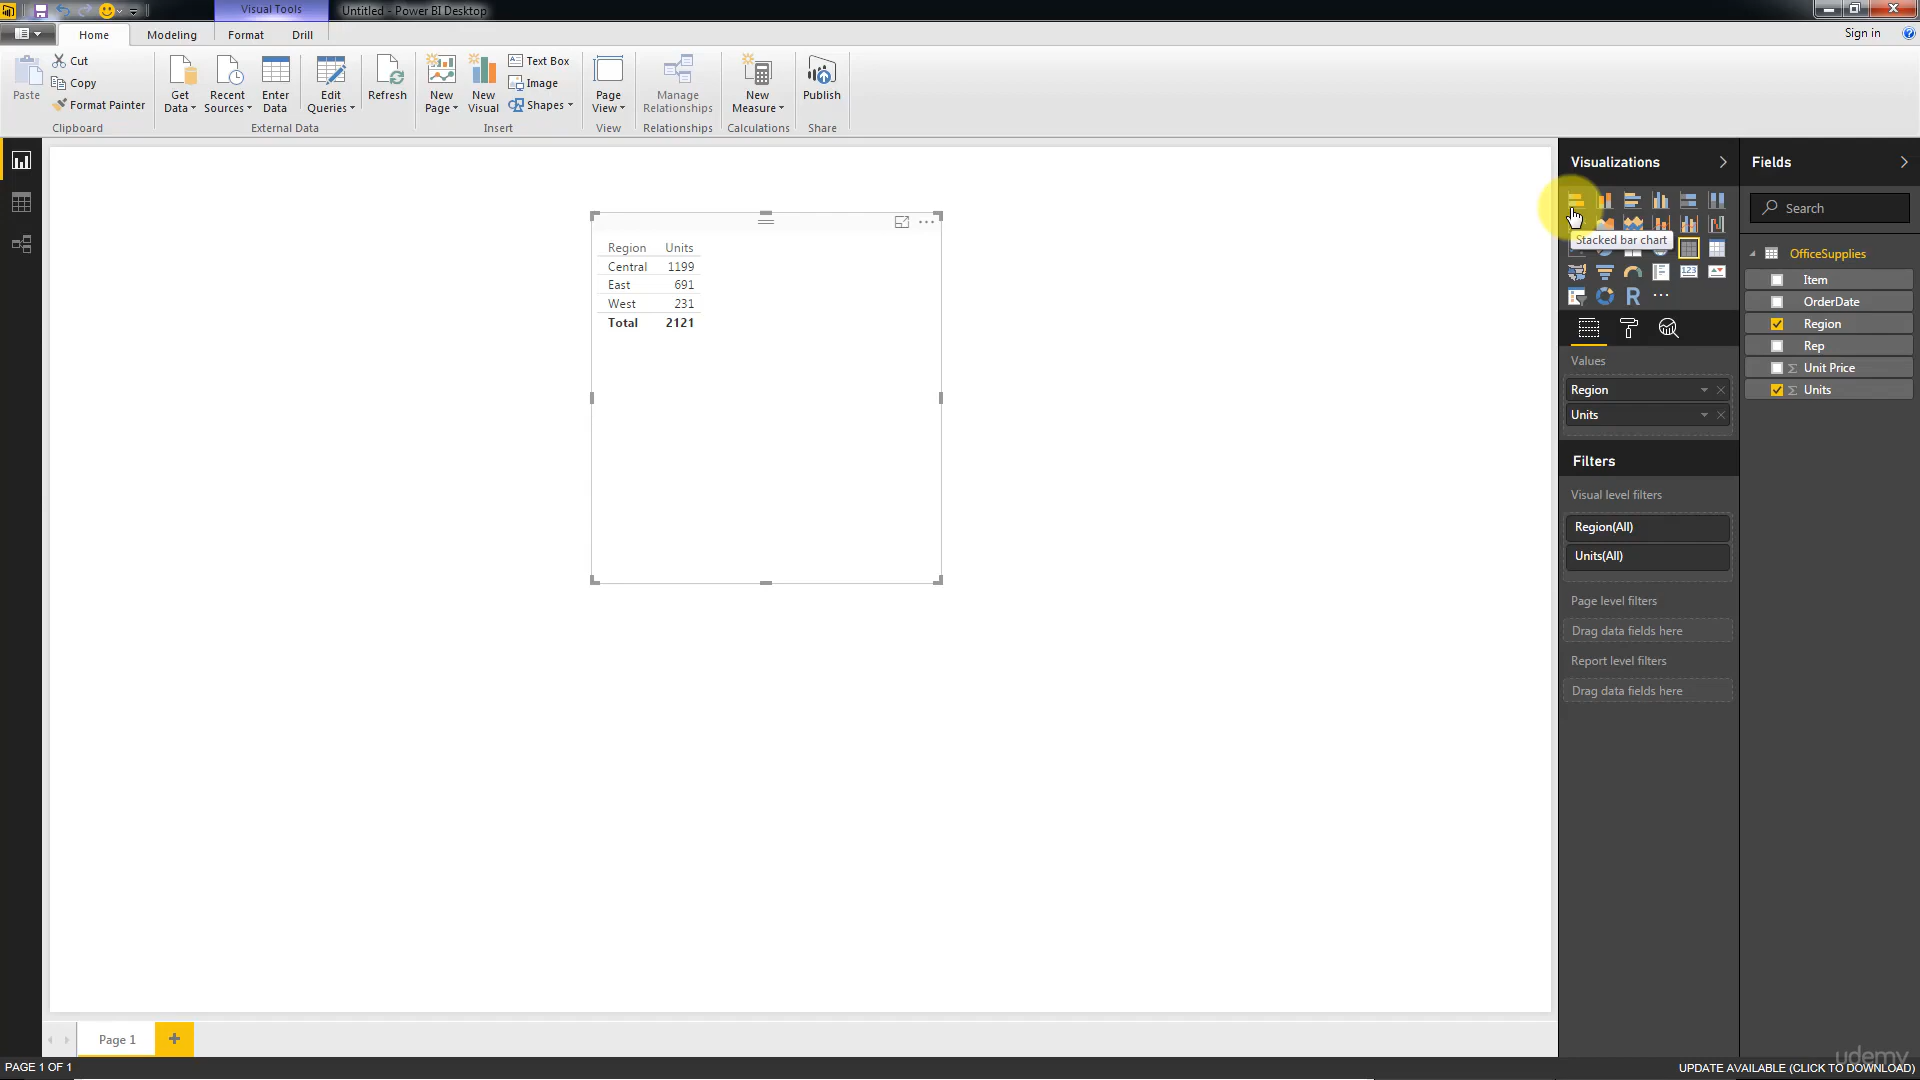 Visual Tools
Untitled - Power BI Desktop
Home
Modeling
Format
Drill
Sign in
Paste
Cut
Copy
Format Painter
Clipboard
Get Data
Recent Sources
Enter Data
Edit Queries
External Data
Refresh
New Page
New Visual
Text Box
Image
Shapes
Insert
Page View
View
Manage Relationships
Relationships
New Measure
Calculations
Publish
Share
Region Units
Central 1199
East 691
West 231
Total 2121
Visualizations
Stacked bar chart
123
R
Values
Region
Units
Filters
Visual level filters
Region(All)
Units(All)
Page level filters
Drag data fields here
Report level filters
Drag data fields here
Fields
Search
OfficeSupplies
Item
OrderDate
Region
Rep
Σ Unit Price
Σ Units
Page 1
PAGE 1 OF 1
udemy
UPDATE AVAILABLE (CLICK TO DOWNLOAD)